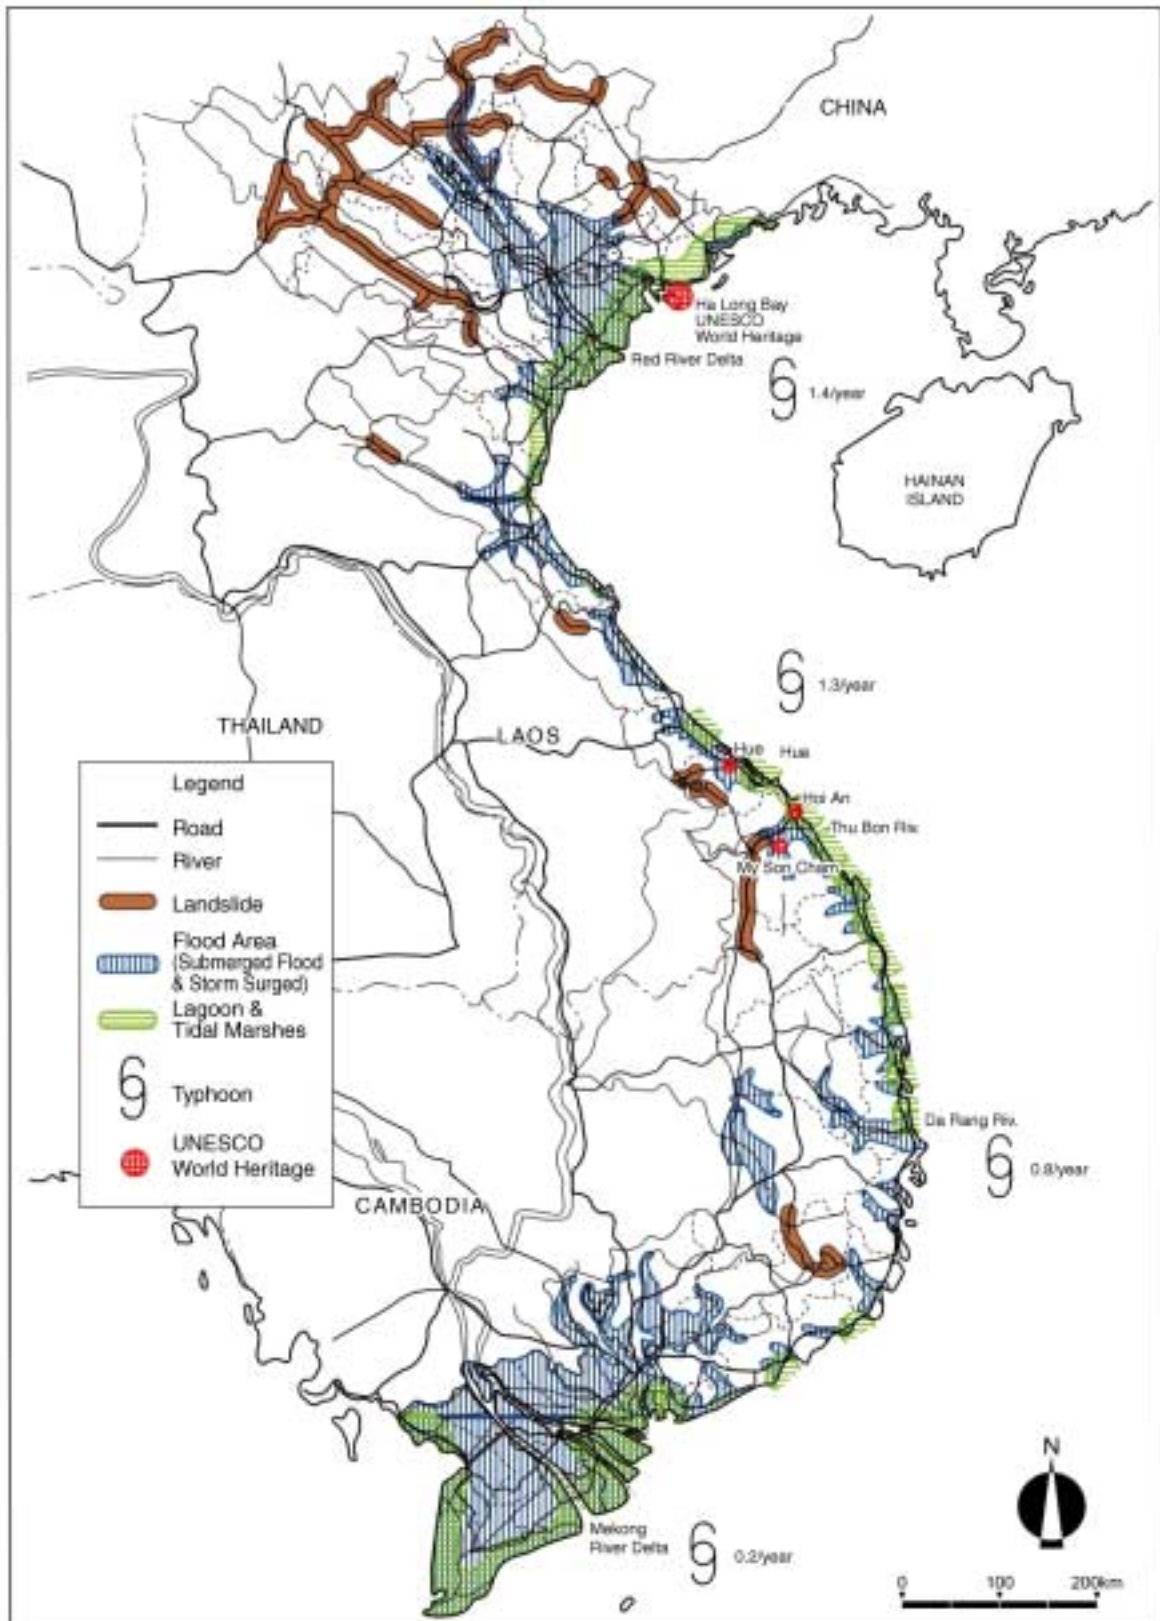 CHINA
Ha Long Bay
UNESCO
World Heritage
Red River Delta
1.4/year
HAINAN
ISLAND
1.3/year
THAILAND
LAOS
Hue
Hue
Hoi An
Thu Bon Riv.
My Son Cham
Legend
Road
River
Landslide
Flood Area
(Submerged Flood
& Storm Surged)
Lagoon &
Tidal Marshes
Typhoon
UNESCO
World Heritage
Da Rang Riv.
0.8/year
CAMBODIA
Mekong
River Delta
0.2/year
N
0 100 200km